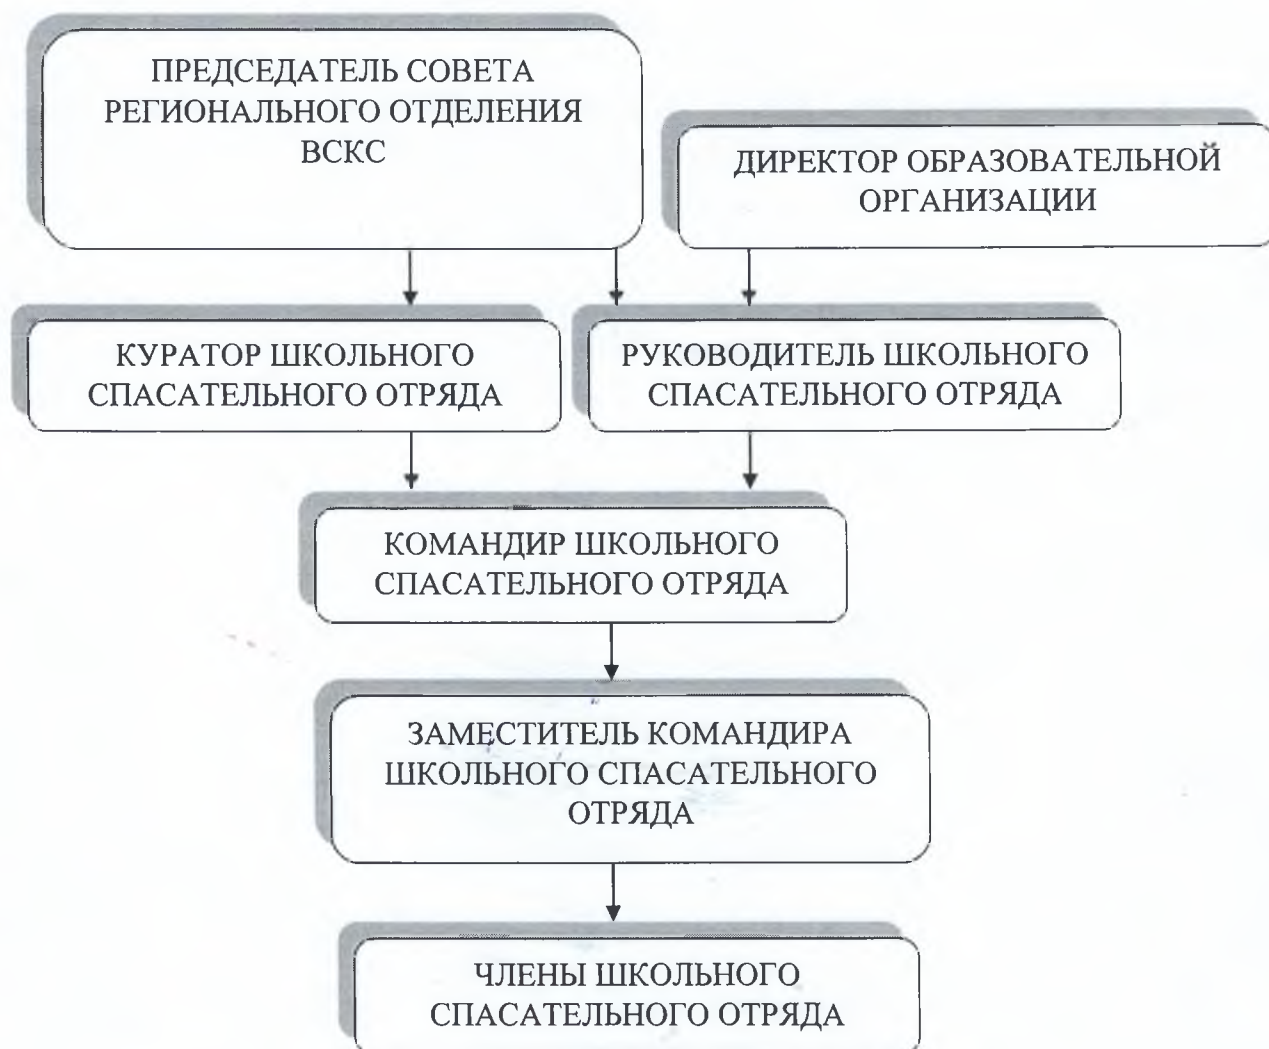 ПРЕДСЕДАТЕЛЬ СОВЕТА
РЕГИОНАЛЬНОГО ОТДЕЛЕНИЯ
ВСКС
ДИРЕКТОР ОБРАЗОВАТЕЛЬНОЙ
ОРГАНИЗАЦИИ
КУРАТОР ШКОЛЬНОГО
СПАСАТЕЛЬНОГО ОТРЯДА
РУКОВОДИТЕЛЬ ШКОЛЬНОГО
СПАСАТЕЛЬНОГО ОТРЯДА
КОМАНДИР ШКОЛЬНОГО
СПАСАТЕЛЬНОГО ОТРЯДА
ЗАМЕСТИТЕЛЬ КОМАНДИРА
ШКОЛЬНОГО СПАСАТЕЛЬНОГО
ОТРЯДА
ЧЛЕНЫ ШКОЛЬНОГО
СПАСАТЕЛЬНОГО ОТРЯДА